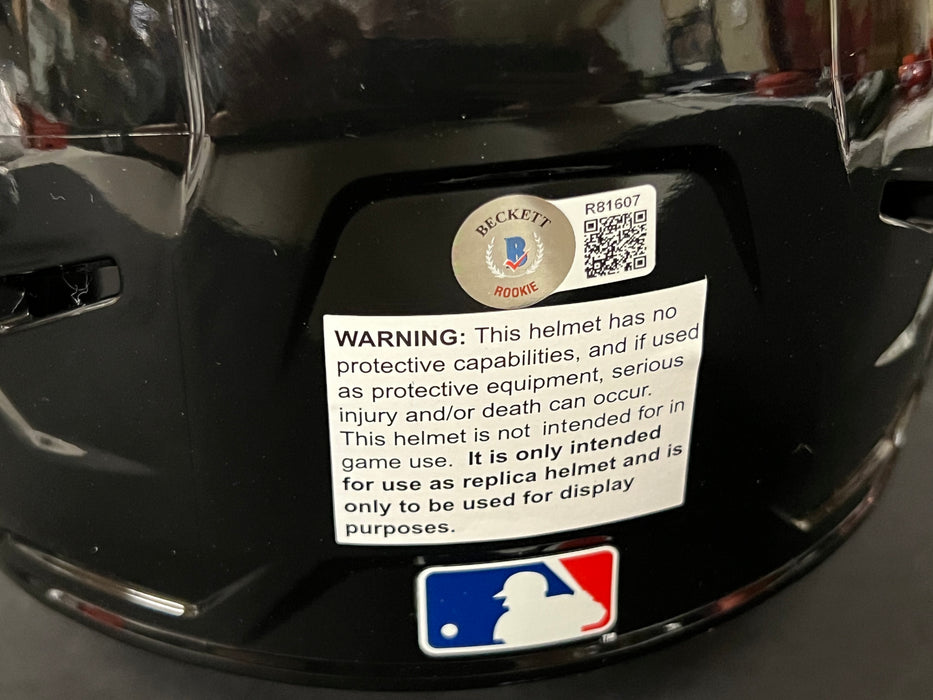 BECKETT
B
ROOKIE
R81607
WARNING: This helmet has no
protective capabilities, and if used
as protective equipment, serious
injury and/or death can occur.
This helmet is not intended for in
game use. It is only intended
for use as replica helmet and is
only to be used for display
purposes.
TM